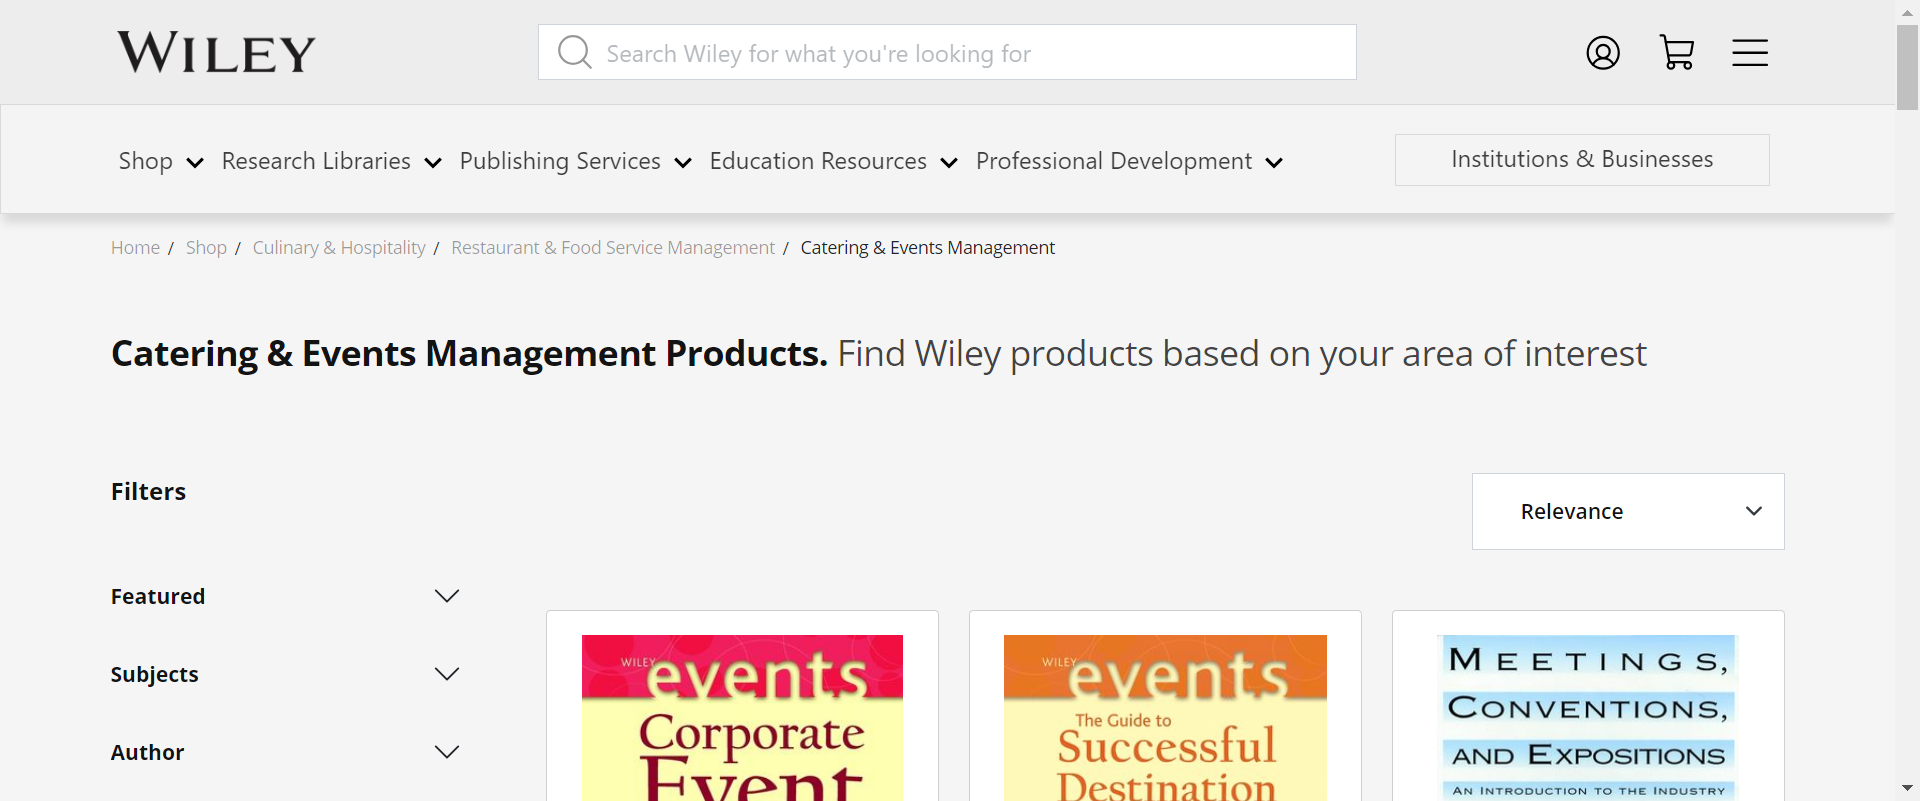 WILEY
Search Wiley for what you're looking for
Shop Research Libraries Publishing Services Education Resources Professional Development Institutions & Businesses
Home / Shop / Culinary & Hospitality / Restaurant & Food Service Management / Catering & Events Management
Catering & Events Management Products. Find Wiley products based on your area of interest
Filters
Relevance
Featured
Subjects
Author
WILEY events
Corporate
Event
WILEY events
The Guide to
Successful
Destination
MEETINGS,
CONVENTIONS,
AND EXPOSITIONS
AN INTRODUCTION TO THE INDUSTRY